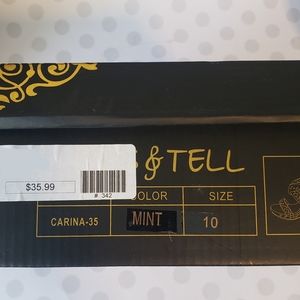 & TELL
$35.99
# 342
COLOR SIZE
CARINA-35 MINT 10